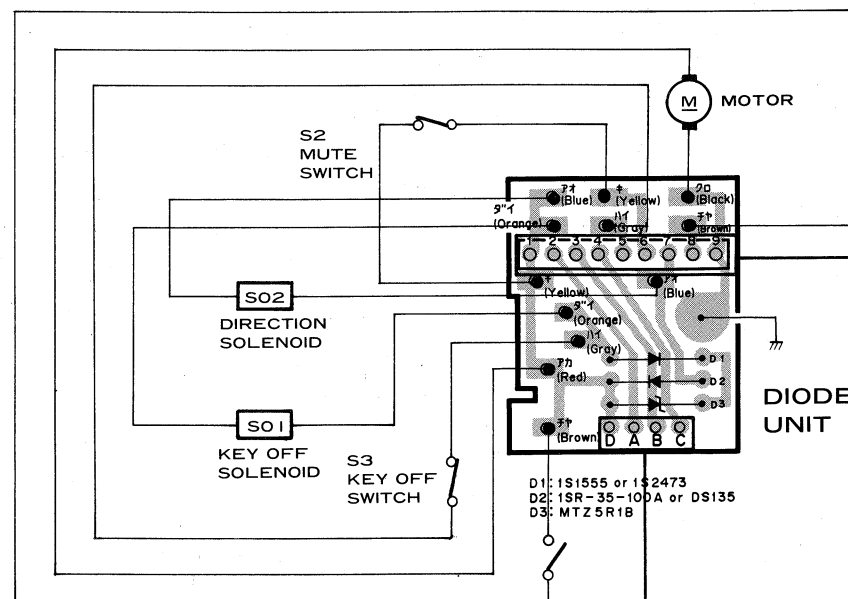 M
MOTOR
S2
MUTE
SWITCH
アオ
(Blue)
キ
(Yellow)
クロ
(Black)
ダイ
(Orange)
ハイ
(Gray)
チャ
(Brown)
1 2 3 4 5 6 7 8 9
キ
(Yellow)
アオ
(Blue)
SO2
DIRECTION
SOLENOID
ダイ
(Orange)
ハイ
(Gray)
D1
アカ
(Red)
D2
D3
DIODE
UNIT
SO1
KEY OFF
SOLENOID
チャ
(Brown)
D A B C
S3
KEY OFF
SWITCH
D1: 1S1555 or 1S2473
D2: 1SR-35-100A or DS135
D3: MTZ5R1B